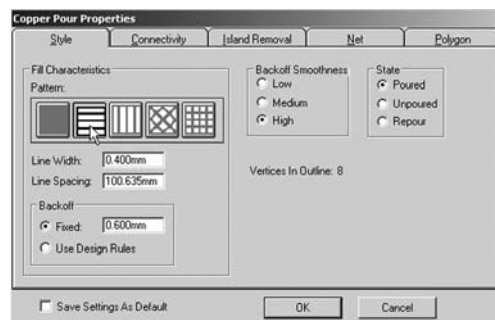 Copper Pour Properties
Style Connectivity Island Removal Net Polygon
Fill Characteristics
Pattern:
Line Width: 0.400mm
Line Spacing: 100.635mm
Backoff
Fixed: 0.600mm
Use Design Rules
Backoff Smoothness
Low
Medium
High
State
Poured
Unpoured
Repour
Vertices In Outline: 8
Save Settings As Default
OK Cancel